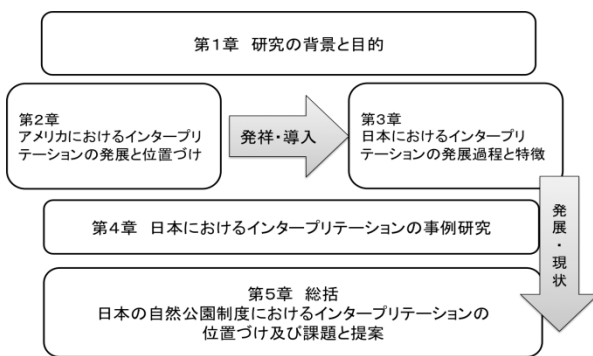 第1章 研究の背景と目的
第2章
アメリカにおけるインタープリ
テーションの発展と位置づけ
発祥・導入
第3章
日本におけるインタープリ
テーションの発展過程と特徴
第4章 日本におけるインタープリテーションの事例研究
発展・現状
第5章 総括
日本の自然公園制度におけるインタープリテーションの
位置づけ及び課題と提案